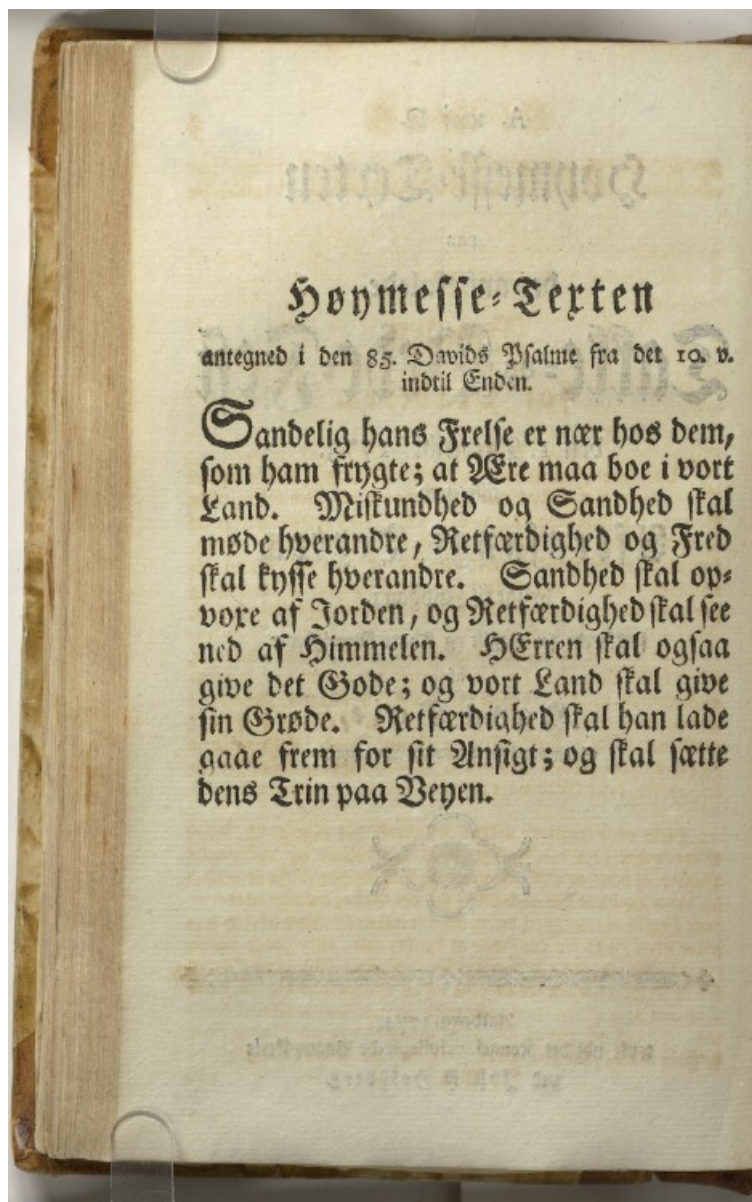 Høymesse-Texten
antegned i den 85. Davids Psalme fra det 10. v.
indtil Enden.
Sandelig hans Frelse er nær hos dem,
som ham frygte; at Ære maa boe i vort
Land. Miskundhed og Sandhed skal
møde hverandre, Retfærdighed og Fred
skal kysse hverandre. Sandhed skal op-
voxe af Jorden, og Retfærdighed skal see
ned af Himmelen. HErren skal ogsaa
give det Gode; og vort Land skal give
sin Grøde. Retfærdighed skal han lade
gaae frem for sit Ansigt; og skal sætte
dens Trin paa Veyen.